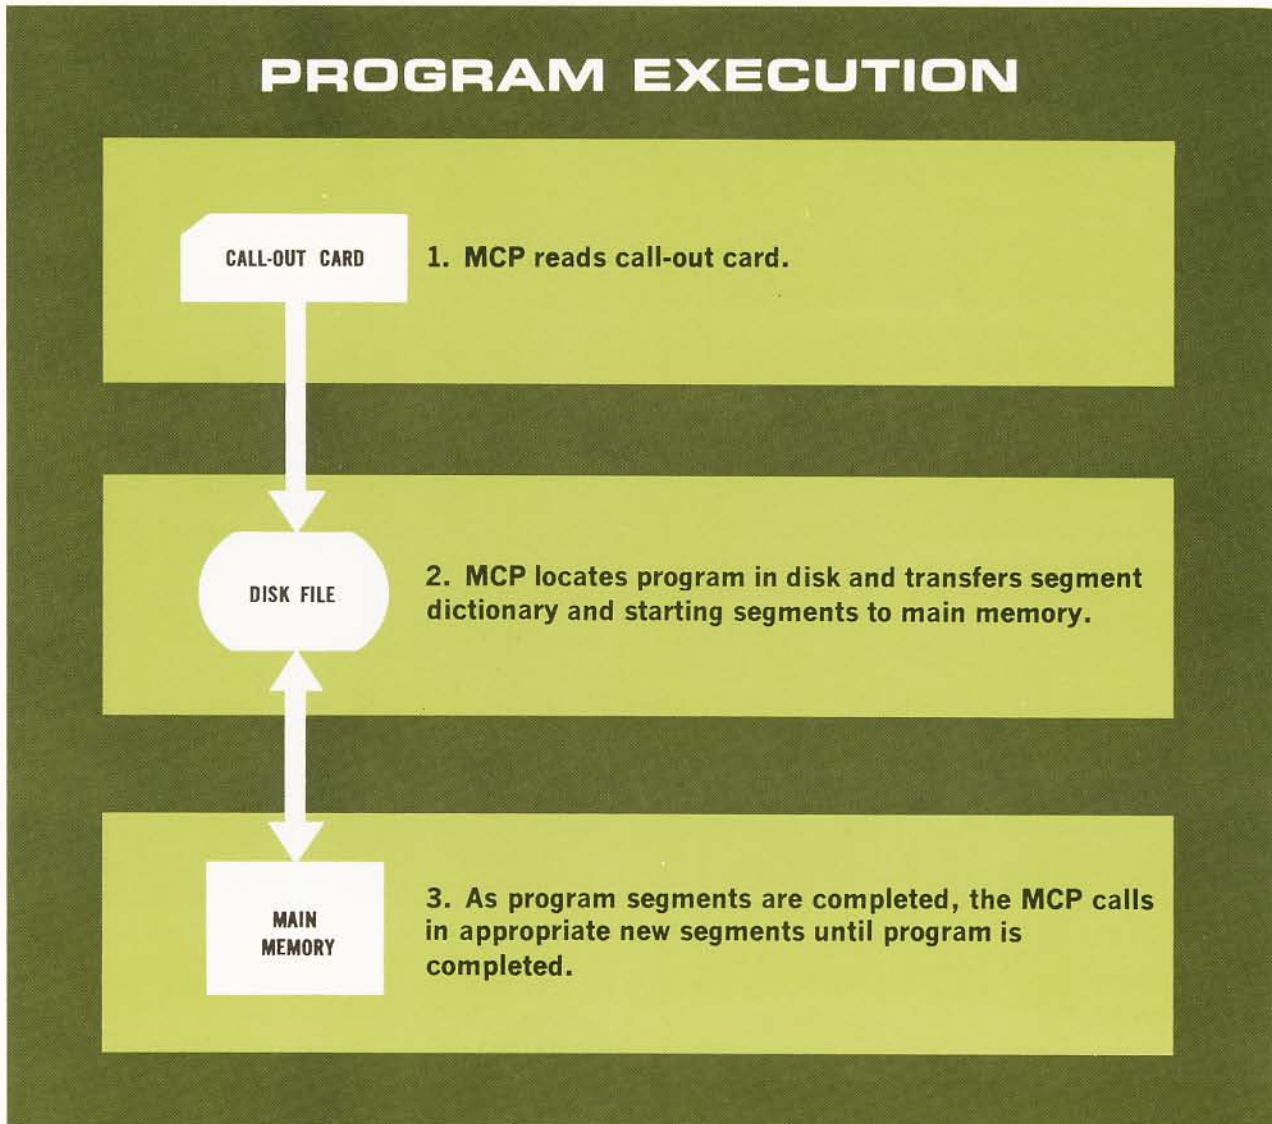 PROGRAM EXECUTION
CALL-OUT CARD
1. MCP reads call-out card.
DISK FILE
2. MCP locates program in disk and transfers segment
dictionary and starting segments to main memory.
MAIN
MEMORY
3. As program segments are completed, the MCP calls
in appropriate new segments until program is
completed.